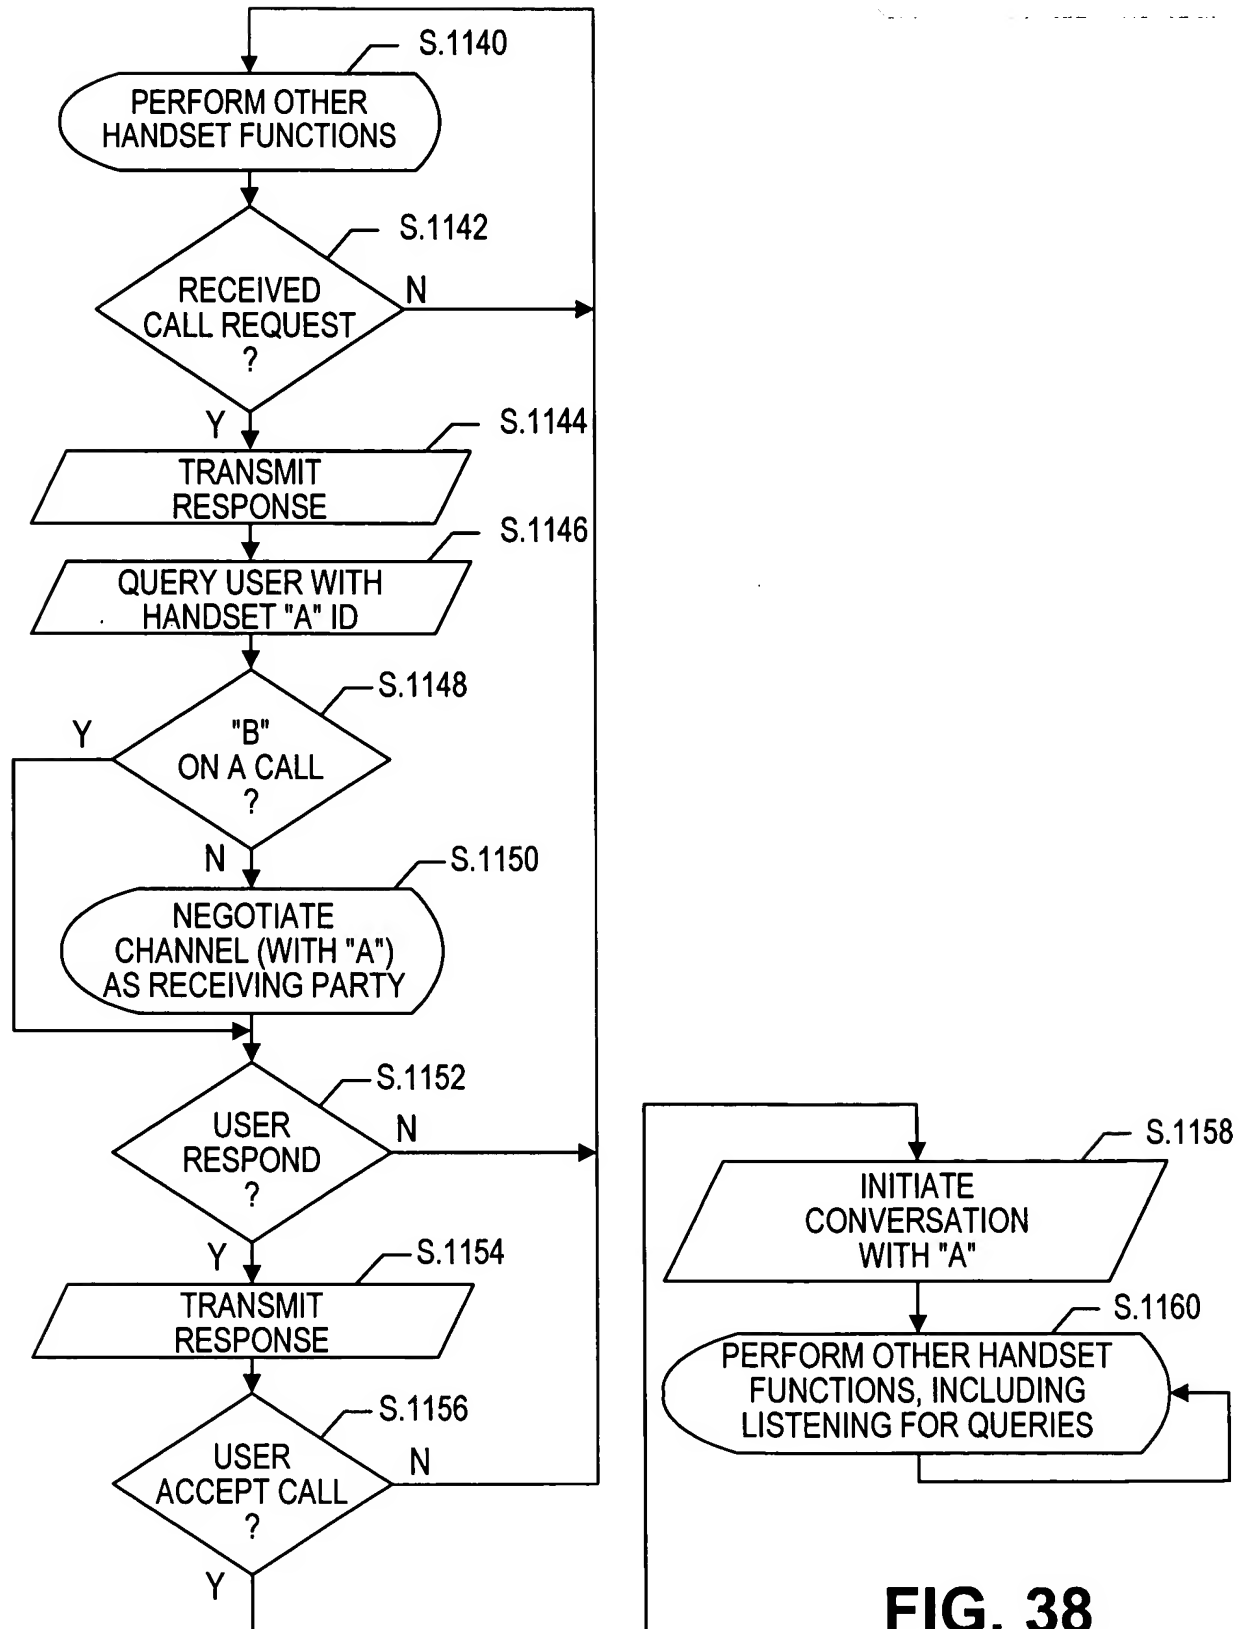 S.1140
PERFORM OTHER
HANDSET FUNCTIONS
S.1142
RECEIVED
CALL REQUEST
?
N
Y
S.1144
TRANSMIT
RESPONSE
S.1146
QUERY USER WITH
HANDSET "A" ID
S.1148
"B"
ON A CALL
?
Y
N
S.1150
NEGOTIATE
CHANNEL (WITH "A")
AS RECEIVING PARTY
S.1152
USER
RESPOND
?
N
Y
S.1154
TRANSMIT
RESPONSE
S.1156
USER
ACCEPT CALL
?
N
Y
S.1158
INITIATE
CONVERSATION
WITH "A"
S.1160
PERFORM OTHER HANDSET
FUNCTIONS, INCLUDING
LISTENING FOR QUERIES
FIG. 38